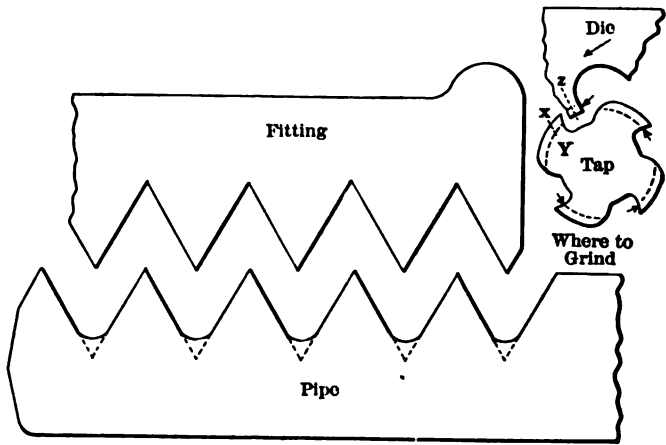 Die
z
x
Fitting
Y
Tap
Where to
Grind
Pipe